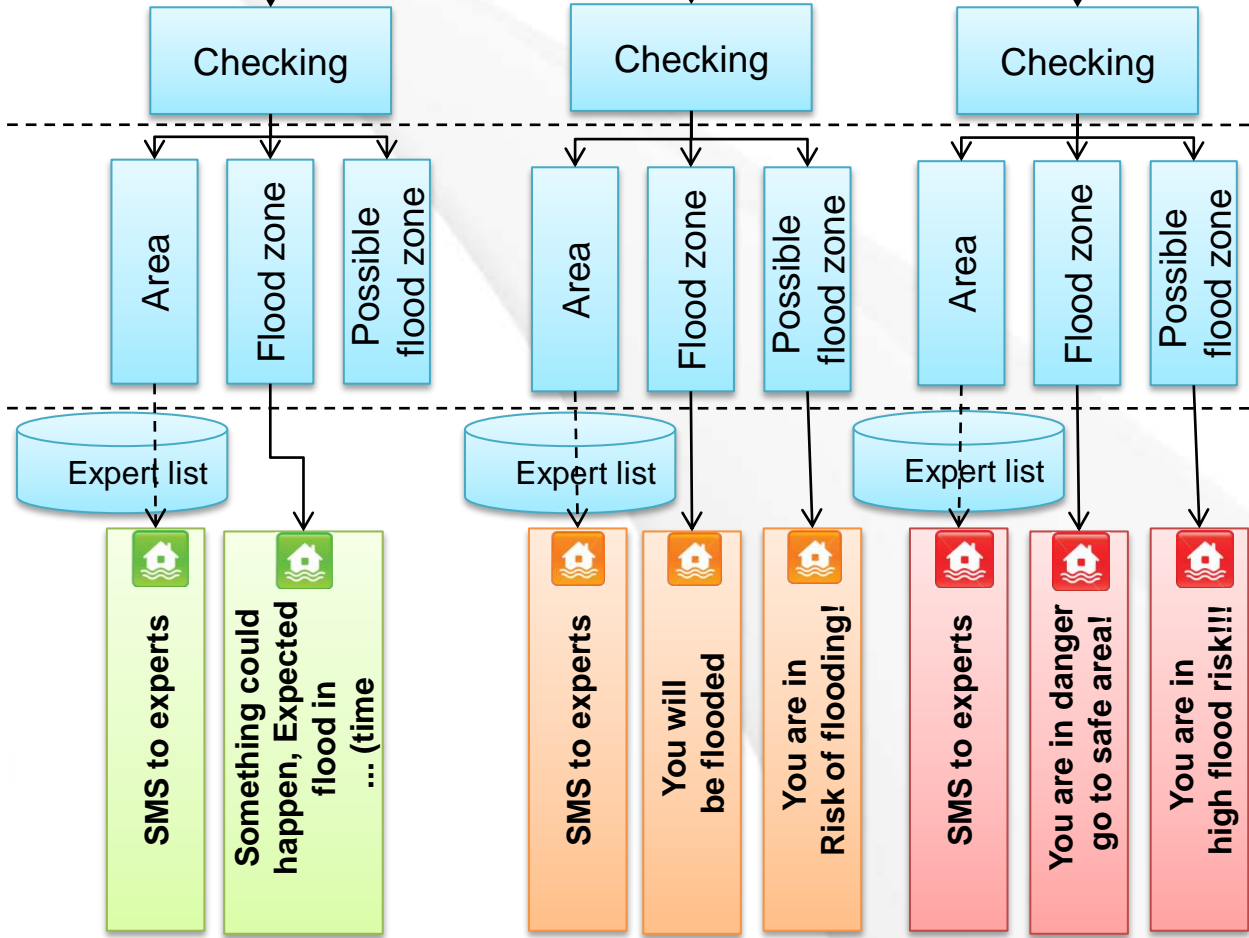 Checking
Checking
Checking
Area
Flood zone
Possible
flood zone
Area
Flood zone
Possible
flood zone
Area
Flood zone
Possible
flood zone
Expert list
Expert list
Expert list
SMS to experts
Something could
happen, Expected
flood in
... (time
SMS to experts
You will
be flooded
You are in
Risk of flooding!
SMS to experts
You are in danger
go to safe area!
You are in
high flood risk!!!